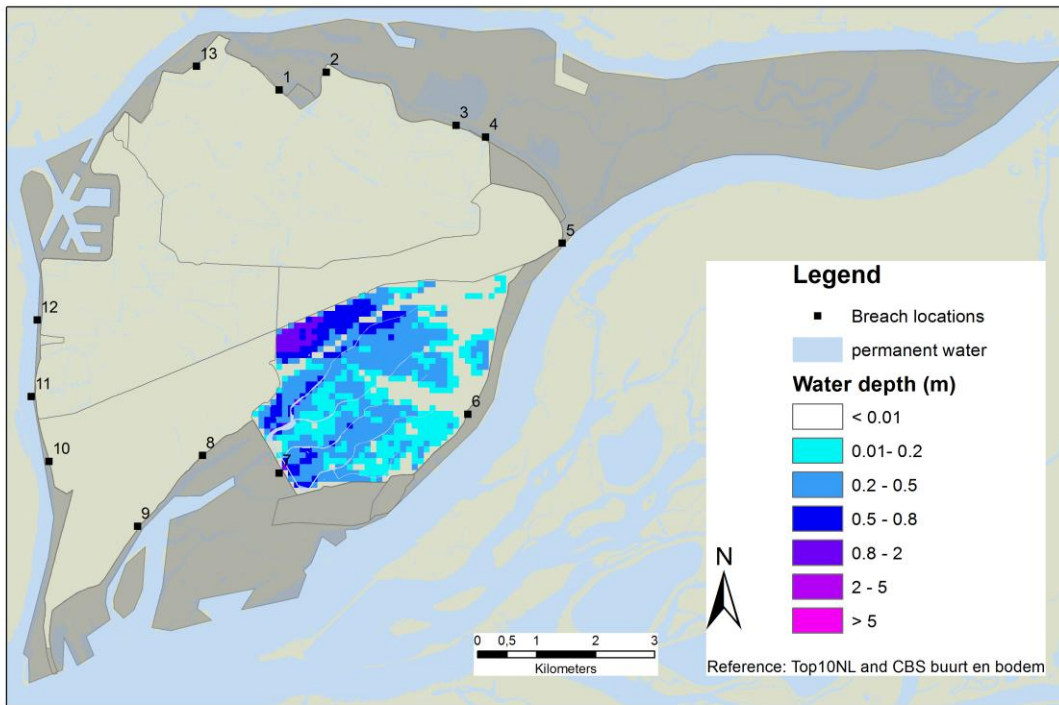 13
1
2
3
4
5
12
11
10
8
9
7
6
N
0 0,5 1 2 3
Kilometers
Legend
Breach locations
permanent water
Water depth (m)
< 0.01
0.01- 0.2
0.2 - 0.5
0.5 - 0.8
0.8 - 2
2 - 5
> 5
Reference: Top10NL and CBS buurt en bodem